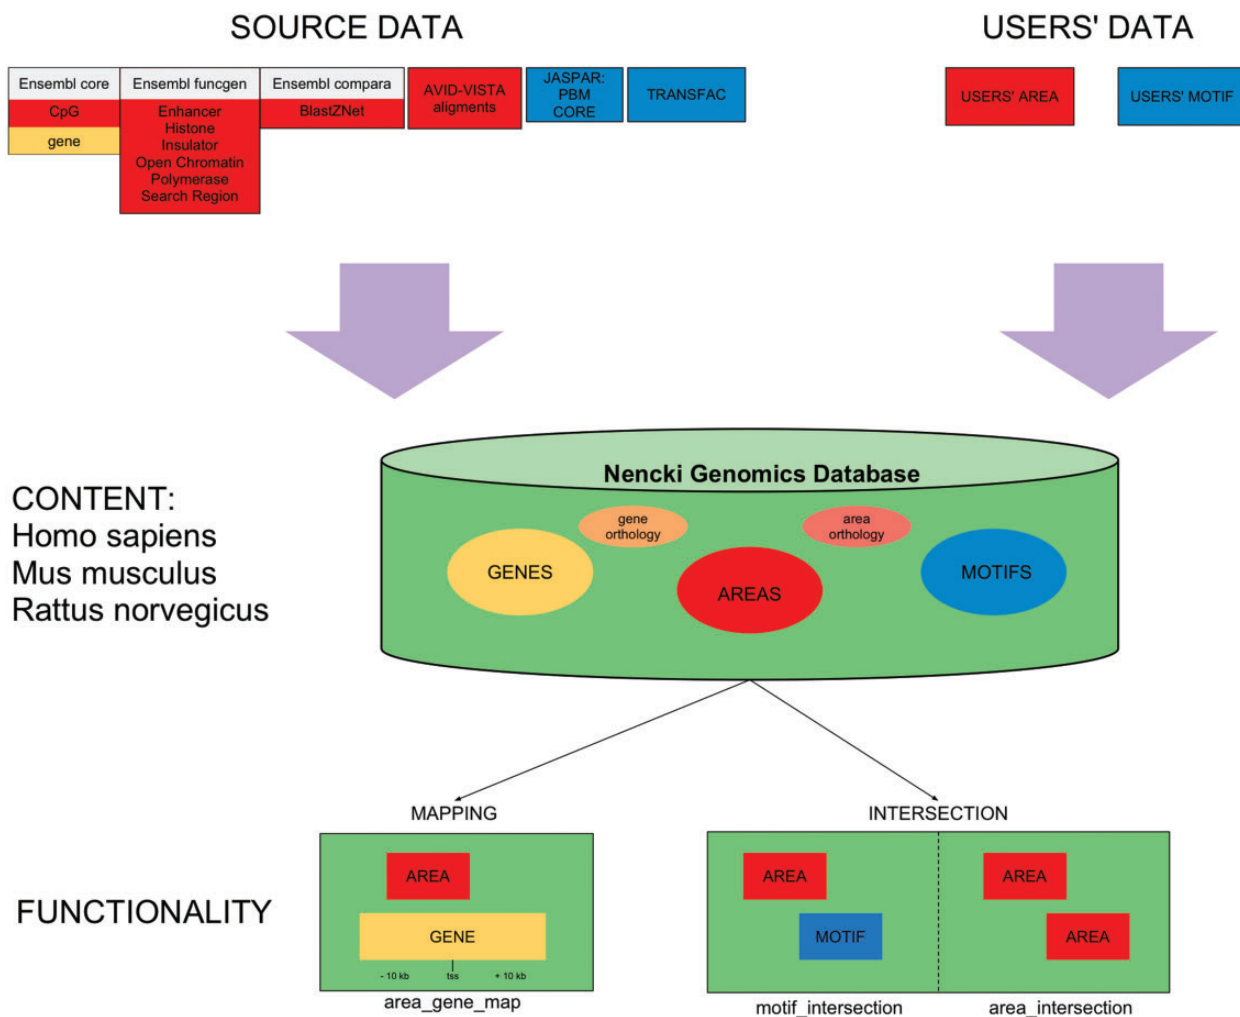 SOURCE DATA
USERS' DATA
Ensembl core
CpG
gene
Ensembl funcgen
Enhancer
Histone
Insulator
Open Chromatin
Polymerase
Search Region
Ensembl compara
BlastZNet
AVID-VISTA
aligments
JASPAR:
PBM
CORE
TRANSFAC
USERS' AREA
USERS' MOTIF
Nencki Genomics Database
CONTENT:
Homo sapiens
Mus musculus
Rattus norvegicus
gene
orthology
area
orthology
GENES
AREAS
MOTIFS
MAPPING
INTERSECTION
FUNCTIONALITY
AREA
GENE
- 10 kb
tss
+ 10 kb
area_gene_map
AREA
MOTIF
motif_intersection
AREA
AREA
area_intersection